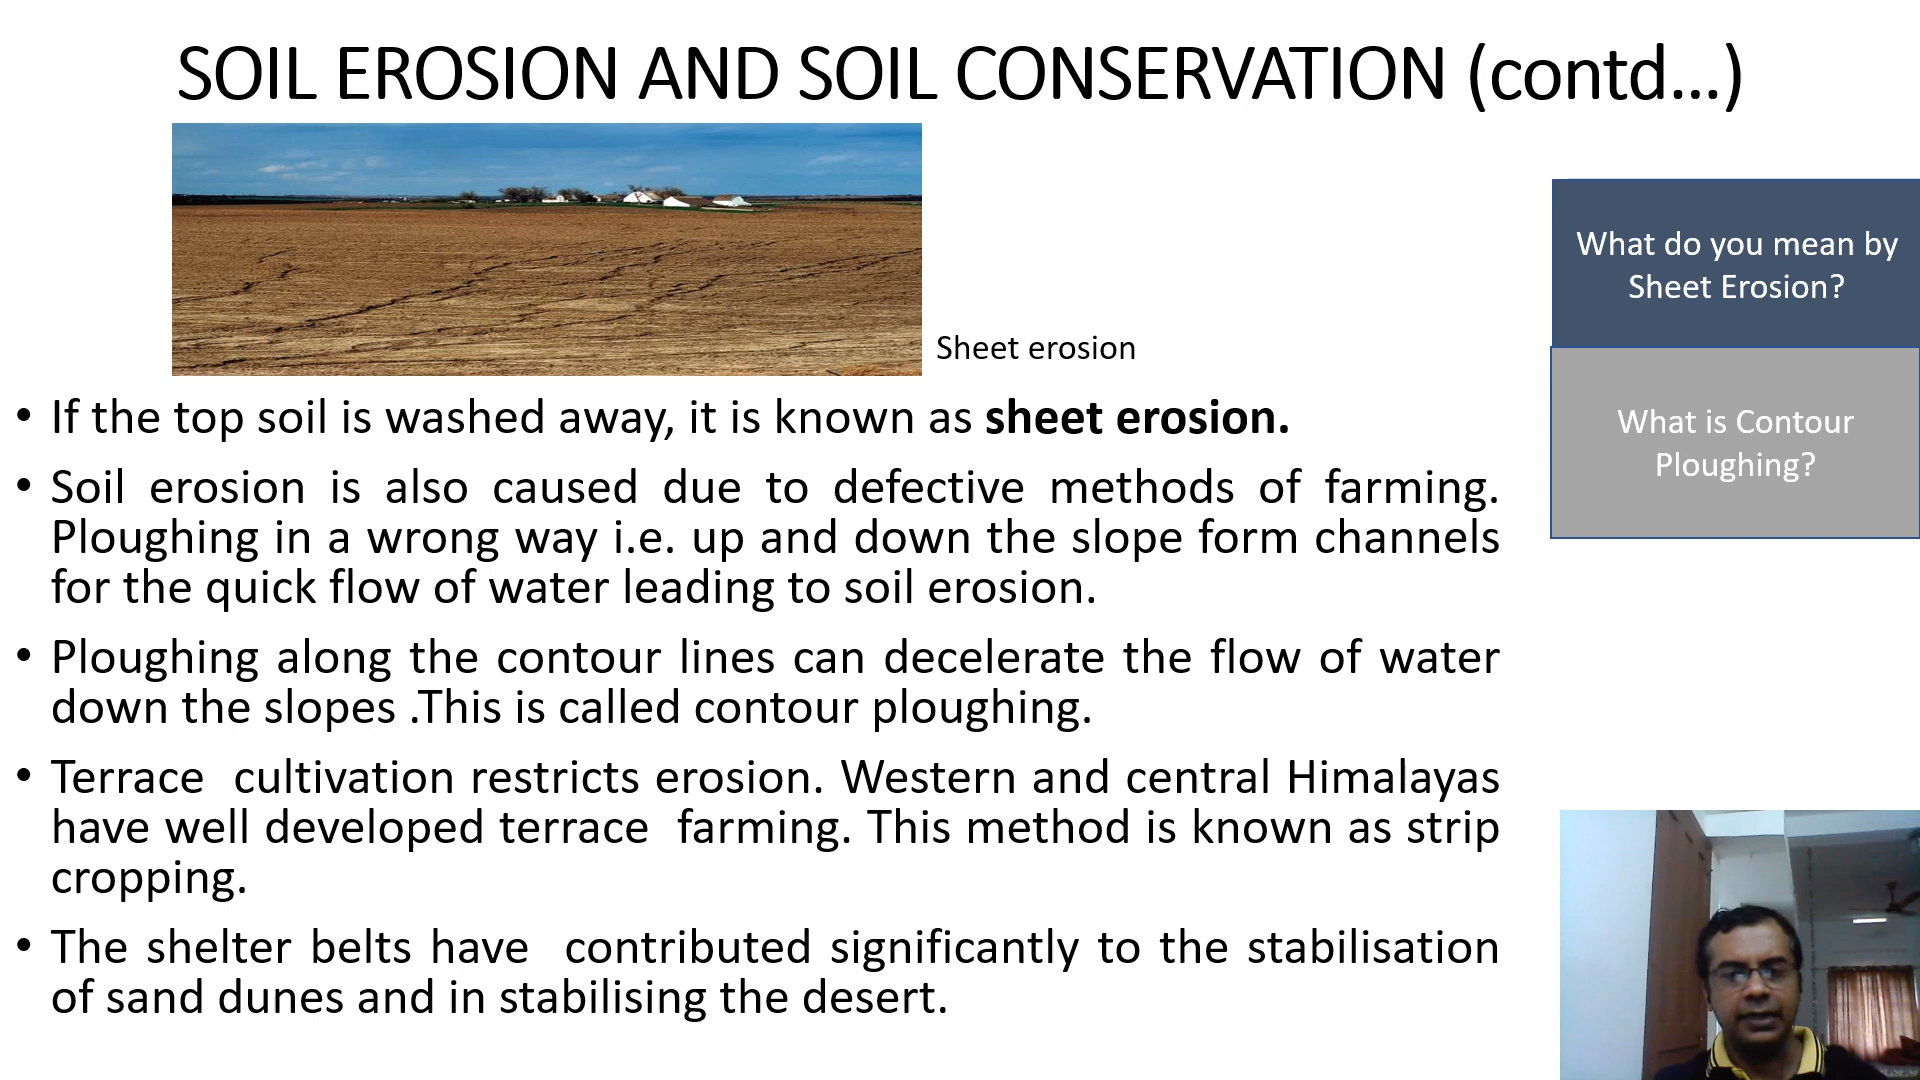 SOIL EROSION AND SOIL CONSERVATION (contd...)
Sheet erosion
What do you mean by
Sheet Erosion?
What is Contour
Ploughing?
• If the top soil is washed away, it is known as sheet erosion.
• Soil erosion is also caused due to defective methods of farming.
Ploughing in a wrong way i.e. up and down the slope form channels
for the quick flow of water leading to soil erosion.
• Ploughing along the contour lines can decelerate the flow of water
down the slopes .This is called contour ploughing.
• Terrace  cultivation restricts erosion. Western and central Himalayas
have well developed terrace  farming. This method is known as strip
cropping.
• The shelter belts have  contributed significantly to the stabilisation
of sand dunes and in stabilising the desert.